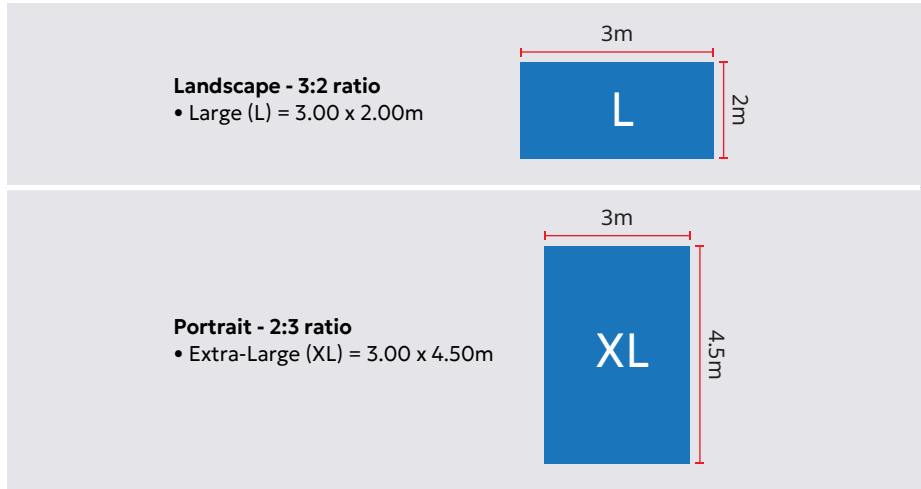 3m
Landscape - 3:2 ratio
• Large (L) = 3.00 x 2.00m
L
2m
3m
Portrait - 2:3 ratio
• Extra-Large (XL) = 3.00 x 4.50m
XL
4.5m